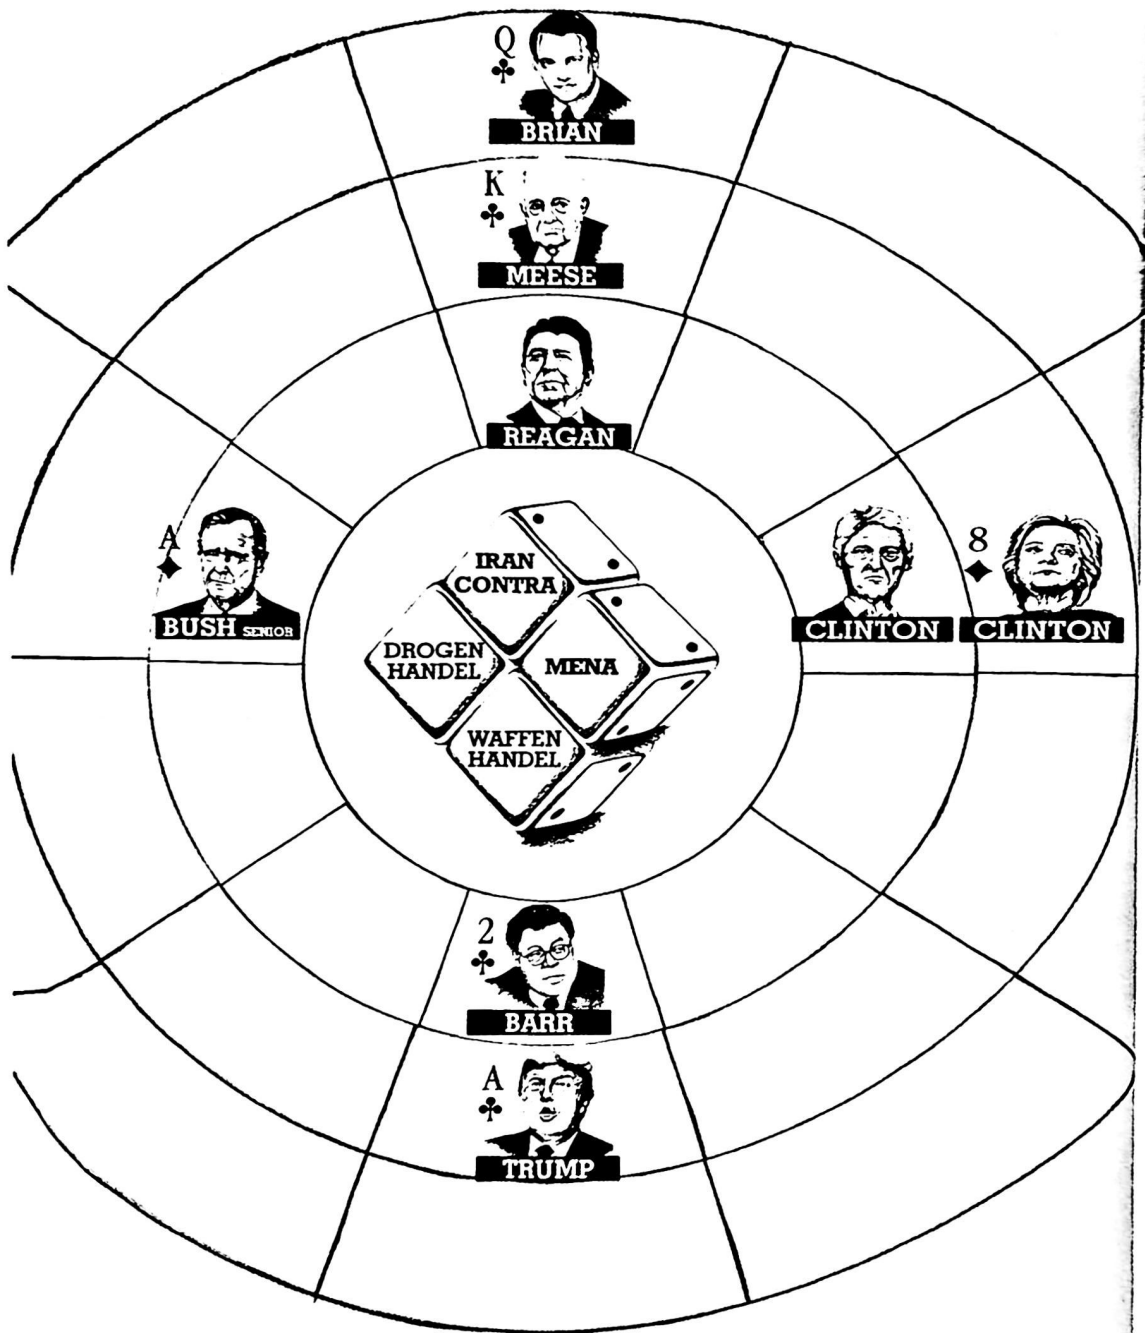 Q
BRIAN
K
MEESE
REAGAN
A
BUSH SENIOR
CLINTON
8
CLINTON
IRAN
CONTRA
DROGEN
HANDEL
MENA
WAFFEN
HANDEL
2
BARR
A
TRUMP